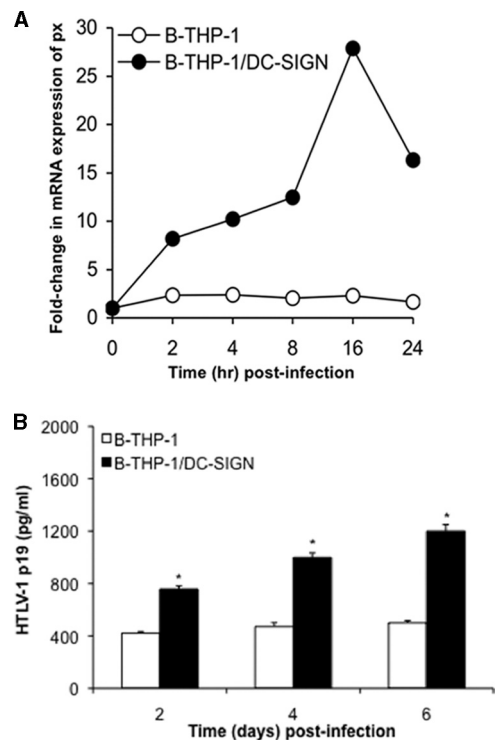 A
B-THP-1
B-THP-1/DC-SIGN
Fold-change in mRNA expression of px
30
25
20
15
10
5
0
0 2 4 8 16 24
Time (hr) post-infection
B
B-THP-1
B-THP-1/DC-SIGN
HTLV-1 p19 (pg/ml)
2000
1600
1200
800
400
0
* * *
2 4 6
Time (days) post-infection